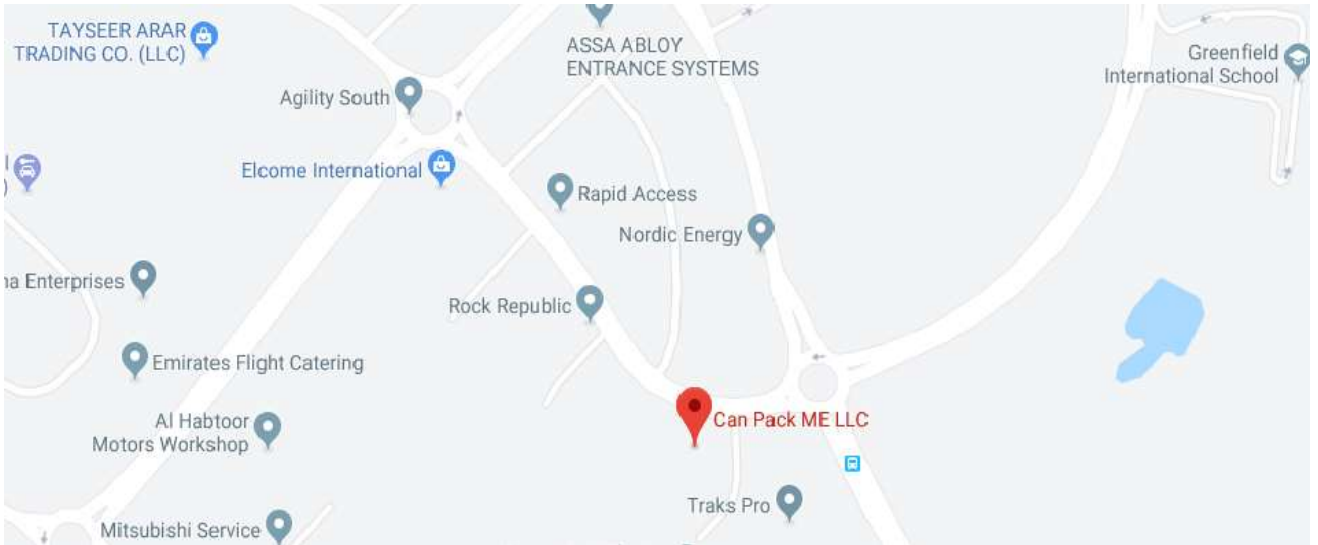 TAYSEER ARAR
TRADING CO. (LLC)
ASSA ABLOY
ENTRANCE SYSTEMS
Greenfield
International School
Agility South
Elcome International
Rapid Access
Nordic Energy
Enterprises
Rock Republic
Emirates Flight Catering
Al Habtoor
Motors Workshop
Can Pack ME LLC
Traks Pro
Mitsubishi Service